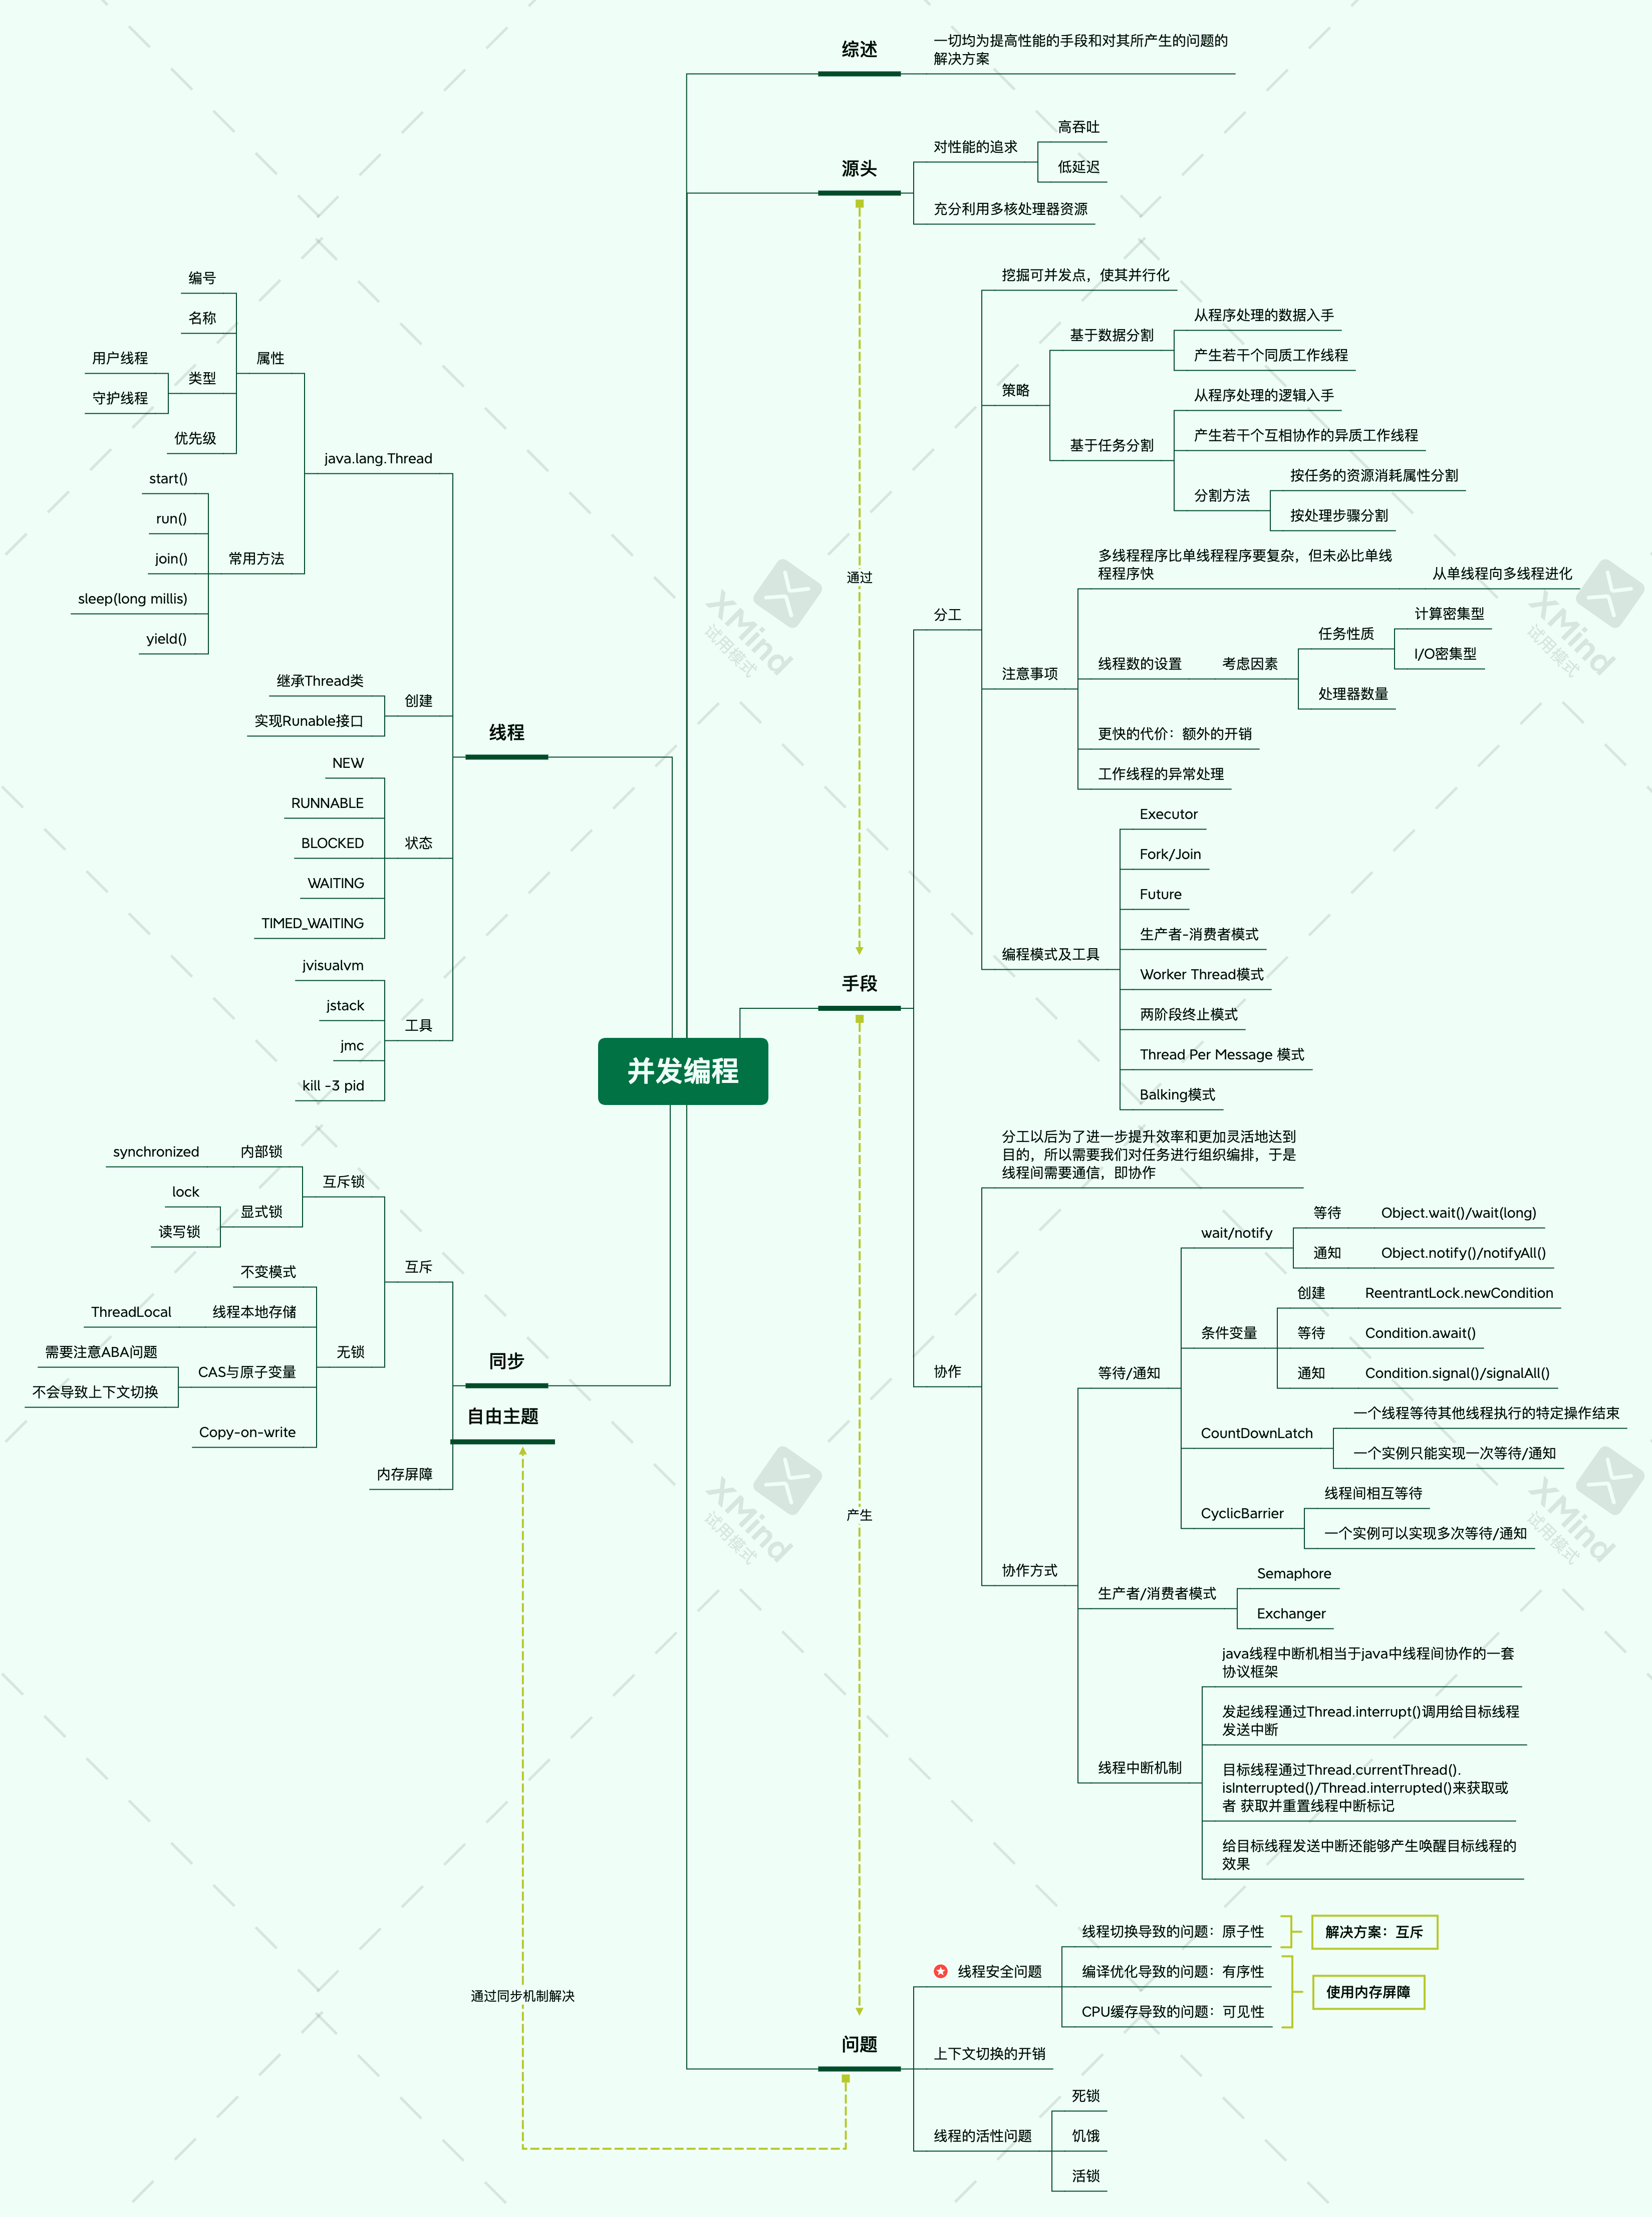 并发编程
综述
一切均为提高性能的手段和对其所产生的问题的
解决方案
源头
对性能的追求
高吞吐
低延迟
充分利用多核处理器资源
通过
手段
分工
挖掘可并发点，使其并行化
策略
基于数据分割
从程序处理的数据入手
产生若干个同质工作线程
基于任务分割
从程序处理的逻辑入手
产生若干个互相协作的异质工作线程
分割方法
按任务的资源消耗属性分割
按处理步骤分割
注意事项
多线程程序比单线程程序要复杂，但未必比单线
程程序快
从单线程向多线程进化
线程数的设置
考虑因素
任务性质
计算密集型
I/O密集型
处理器数量
更快的代价：额外的开销
工作线程的异常处理
编程模式及工具
Executor
Fork/Join
Future
生产者-消费者模式
Worker Thread模式
两阶段终止模式
Thread Per Message 模式
Balking模式
协作
分工以后为了进一步提升效率和更加灵活地达到
目的，所以需要我们对任务进行组织编排，于是
线程间需要通信，即协作
协作方式
等待/通知
wait/notify
等待
Object.wait()/wait(long)
通知
Object.notify()/notifyAll()
条件变量
创建
ReentrantLock.newCondition
等待
Condition.await()
通知
Condition.signal()/signalAll()
CountDownLatch
一个线程等待其他线程执行的特定操作结束
一个实例只能实现一次等待/通知
CyclicBarrier
线程间相互等待
一个实例可以实现多次等待/通知
生产者/消费者模式
Semaphore
Exchanger
线程中断机制
java线程中断机相当于java中线程间协作的一套
协议框架
发起线程通过Thread.interrupt()调用给目标线程
发送中断
目标线程通过Thread.currentThread().
isInterrupted()/Thread.interrupted()来获取或
者 获取并重置线程中断标记
给目标线程发送中断还能够产生唤醒目标线程的
效果
产生
问题
线程安全问题
线程切换导致的问题：原子性
解决方案：互斥
编译优化导致的问题：有序性
CPU缓存导致的问题：可见性
使用内存屏障
上下文切换的开销
线程的活性问题
死锁
饥饿
活锁
通过同步机制解决
线程
java.lang.Thread
属性
编号
名称
类型
用户线程
守护线程
优先级
常用方法
start()
run()
join()
sleep(long millis)
yield()
创建
继承Thread类
实现Runable接口
状态
NEW
RUNNABLE
BLOCKED
WAITING
TIMED_WAITING
工具
jvisualvm
jstack
jmc
kill -3 pid
同步
互斥
互斥锁
内部锁
synchronized
显式锁
lock
读写锁
无锁
不变模式
线程本地存储
ThreadLocal
CAS与原子变量
需要注意ABA问题
不会导致上下文切换
Copy-on-write
内存屏障
自由主题
XMind
试用模式
XMind
试用模式
XMind
试用模式
XMind
试用模式